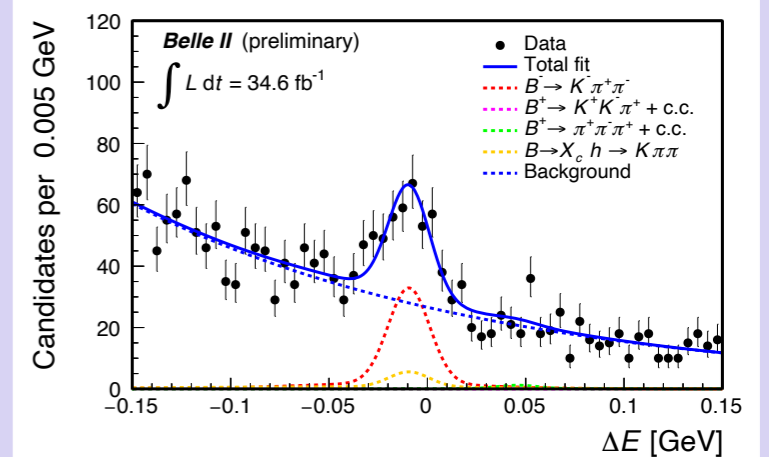 Candidates per 0.005 GeV
120
100
80
60
40
20
0
Belle II (preliminary)
∫ L dt = 34.6 fb⁻¹
Data
Total fit
B⁻→ K⁻π⁺π⁻
B⁺→ K⁺K⁻π⁺ + c.c.
B⁺→ π⁺π⁻π⁺ + c.c.
B→X_c h → Kππ
Background
−0.15 −0.1 −0.05 0 0.05 0.1 0.15
ΔE [GeV]